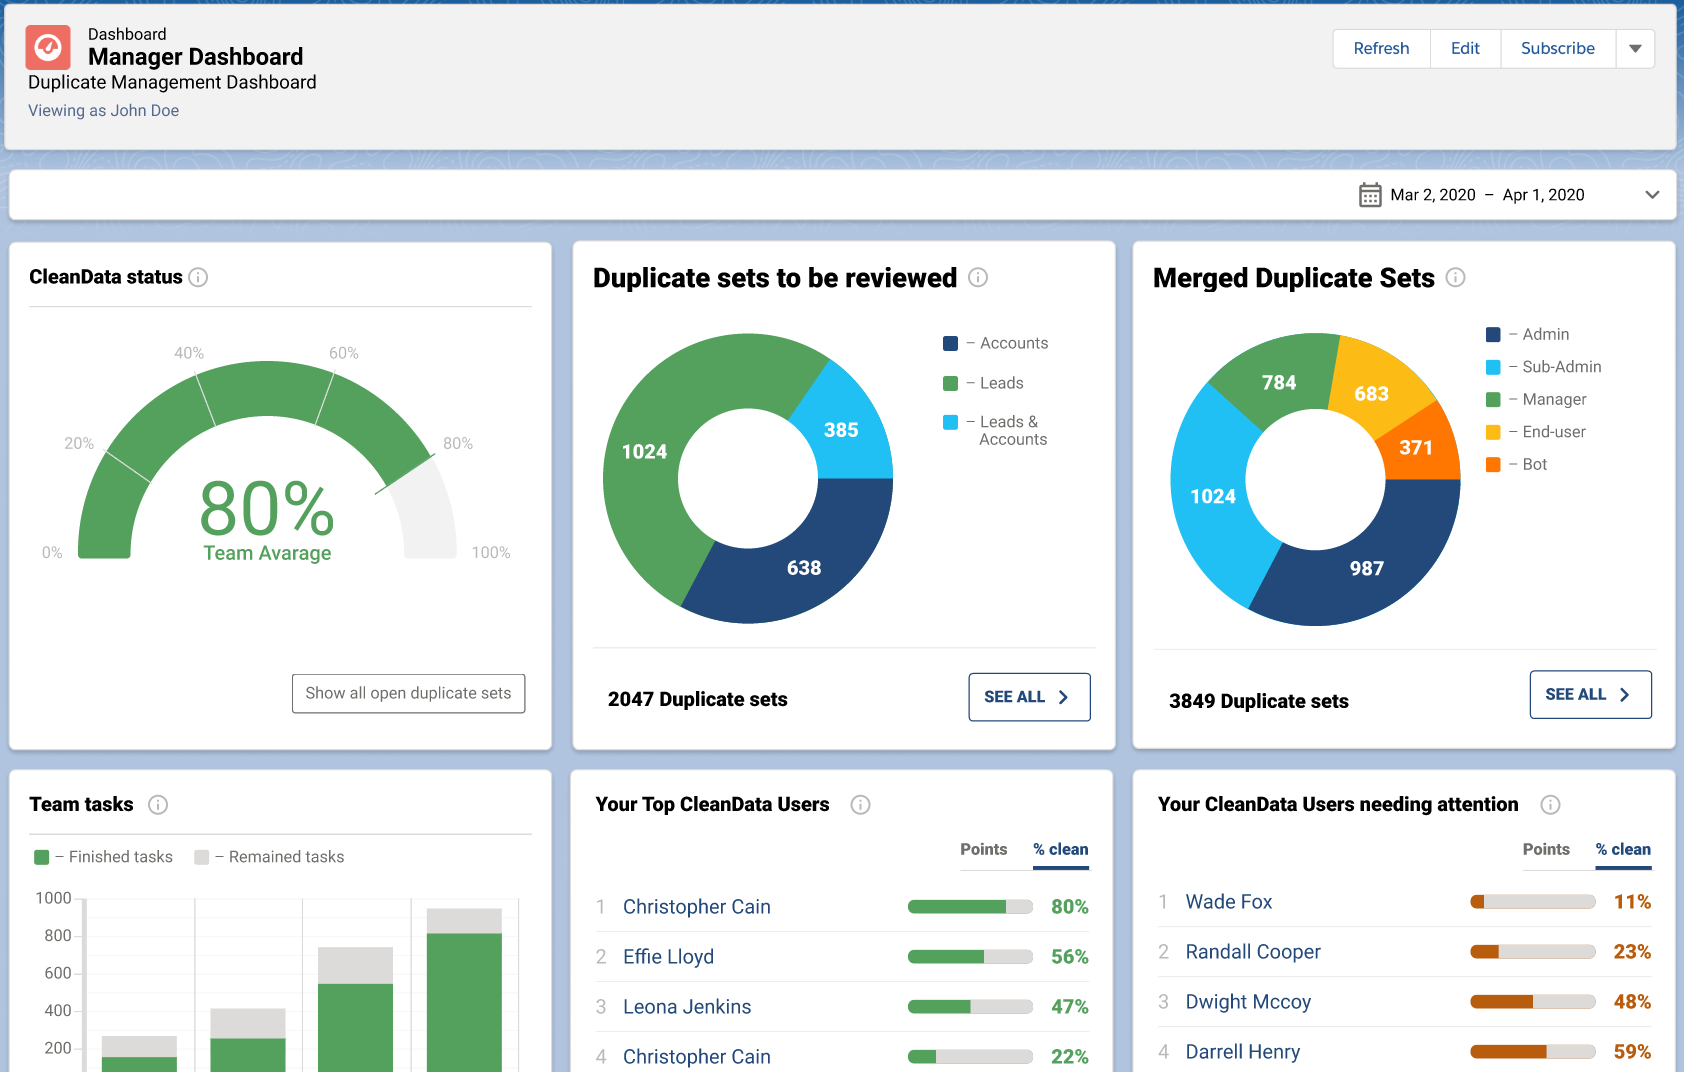 Dashboard
Manager Dashboard
Duplicate Management Dashboard
Viewing as John Doe
Refresh
Edit
Subscribe
Mar 2, 2020 – Apr 1, 2020
CleanData status
0%
20%
40%
60%
80%
100%
80%
Team Avarage
Show all open duplicate sets
Duplicate sets to be reviewed
1024
385
638
– Accounts
– Leads
– Leads &
Accounts
2047 Duplicate sets
SEE ALL
Merged Duplicate Sets
784
683
371
1024
987
– Admin
– Sub-Admin
– Manager
– End-user
– Bot
3849 Duplicate sets
SEE ALL
Team tasks
– Finished tasks
– Remained tasks
1000
800
600
400
200
Your Top CleanData Users
Points
% clean
1 Christopher Cain 80%
2 Effie Lloyd 56%
3 Leona Jenkins 47%
4 Christopher Cain 22%
Your CleanData Users needing attention
Points
% clean
1 Wade Fox 11%
2 Randall Cooper 23%
3 Dwight Mccoy 48%
4 Darrell Henry 59%